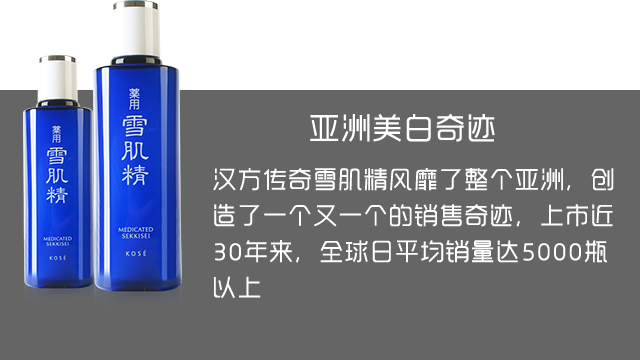 亚洲美白奇迹
汉方传奇雪肌精风靡了整个亚洲，创
造了一个又一个的销售奇迹，上市近
30年来，全球日平均销量达5000瓶
以上
薬用
雪肌精
MEDICATED
SEKKISEI
KOSÉ
薬用
雪肌精
MEDICATED
SEKKISEI
KOSÉ